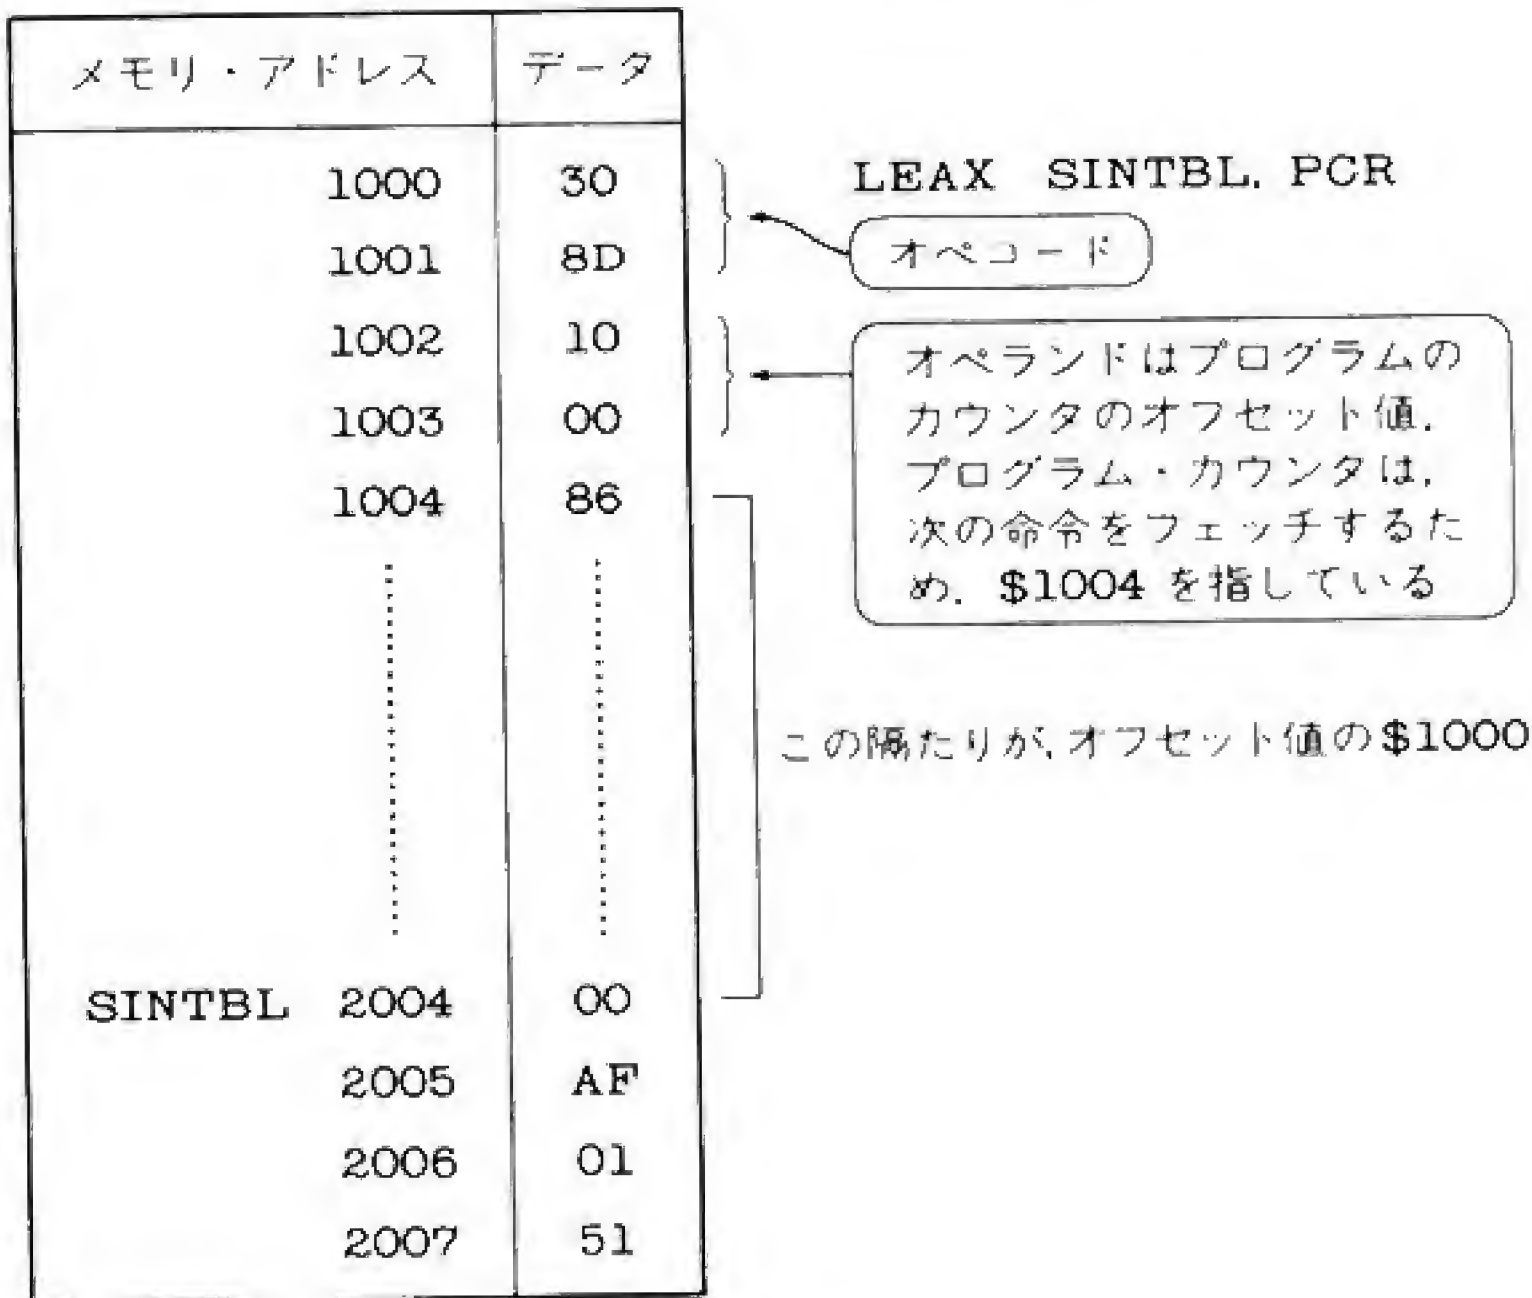 メモリ・アドレス データ
1000 30
1001 8D
1002 10
1003 00
1004 86
SINTBL 2004 00
2005 AF
2006 01
2007 51
LEAX SINTBL, PCR
オペコード
オペランドはプログラムの
カウンタのオフセット値.
プログラム・カウンタは,
次の命令をフェッチするた
め, $1004 を指している
この隔たりが,オフセット値の$1000